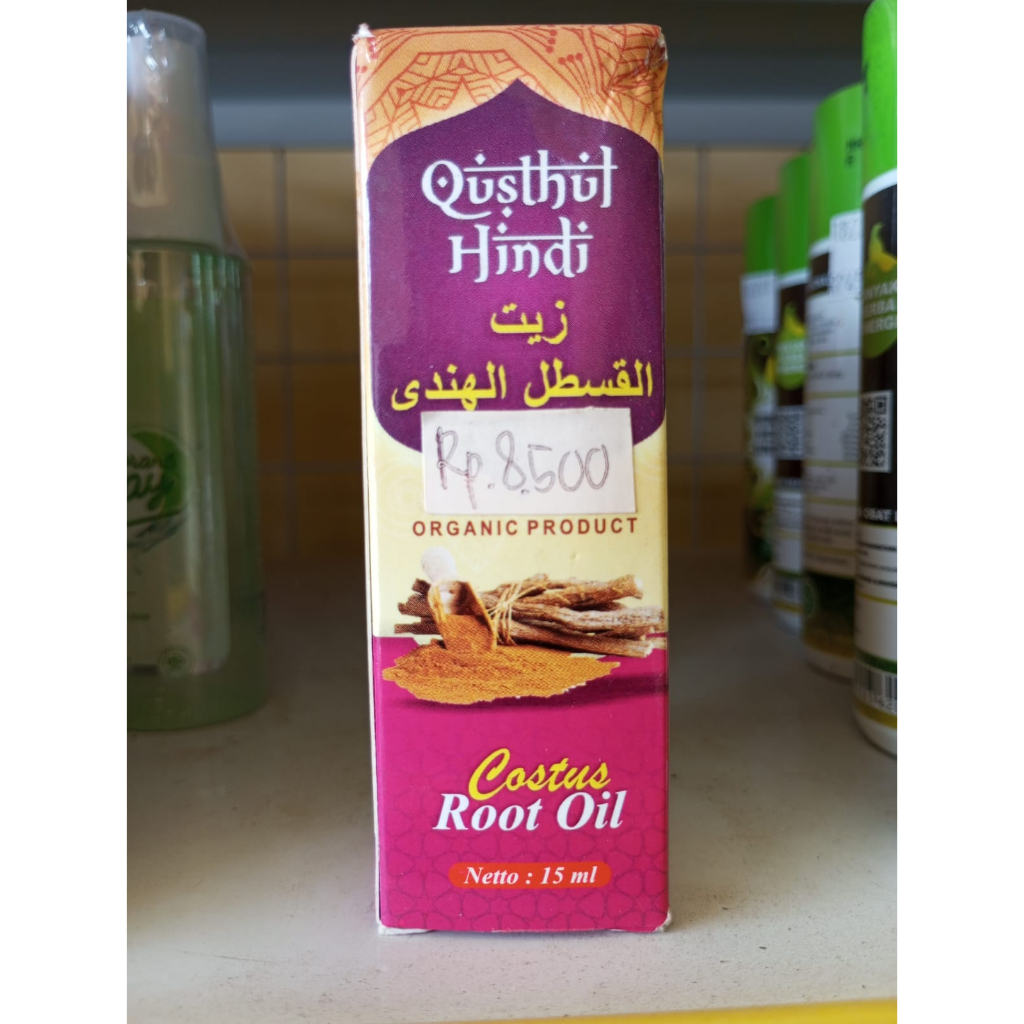 Qusthul
Hindi
زيت
القسطل الهندى
Rp. 8.500
ORGANIC PRODUCT
Costus
Root Oil
Netto : 15 ml